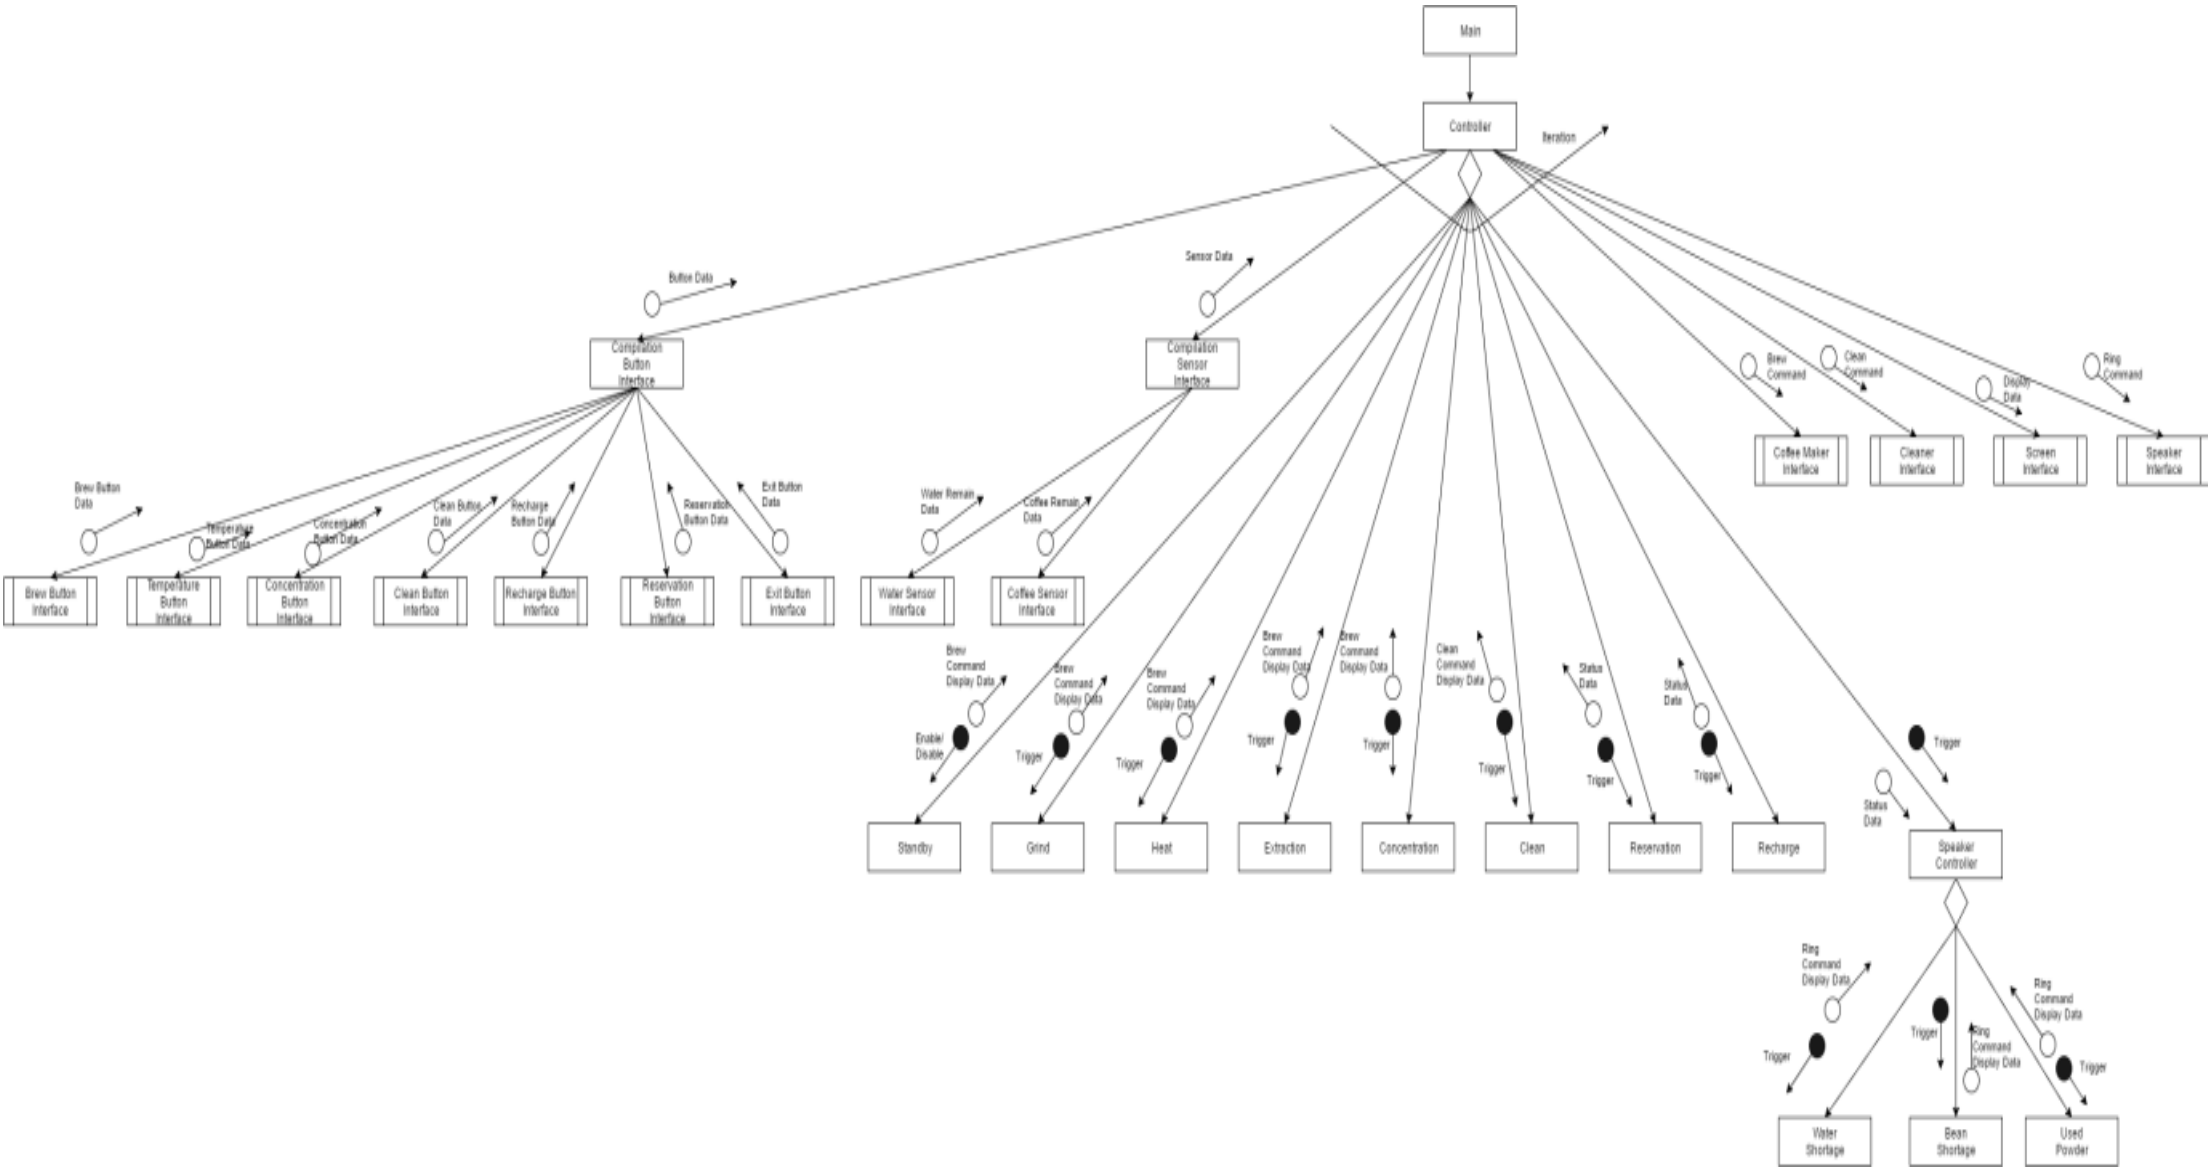 Main
Controller
Iteration
Button Data
Sensor Data
Compilation
Button
Interface
Compilation
Sensor
Interface
Brew
Command
Clean
Command
Display
Data
Ring
Command
Coffee Maker
Interface
Cleaner
Interface
Screen
Interface
Speaker
Interface
Brew Button
Data
Temperature
Button Data
Concentration
Button Data
Clean Button
Data
Recharge
Button Data
Reservation
Button Data
Exit Button
Data
Water Remain
Data
Coffee Remain
Data
Brew Button
Interface
Temperature
Button
Interface
Concentration
Button
Interface
Clean Button
Interface
Recharge Button
Interface
Reservation
Button
Interface
Exit Button
Interface
Water Sensor
Interface
Coffee Sensor
Interface
Brew
Command
Display Data
Enable/
Disable
Brew
Command
Display Data
Trigger
Brew
Command
Display Data
Trigger
Brew
Command
Display Data
Trigger
Brew
Command
Display Data
Trigger
Clean
Command
Display Data
Trigger
Status
Data
Trigger
Status
Data
Trigger
Trigger
Status
Data
Standby
Grind
Heat
Extraction
Concentration
Clean
Reservation
Recharge
Speaker
Controller
Ring
Command
Display Data
Trigger
Trigger
Ring
Command
Display Data
Ring
Command
Display Data
Trigger
Water
Shortage
Bean
Shortage
Used
Powder